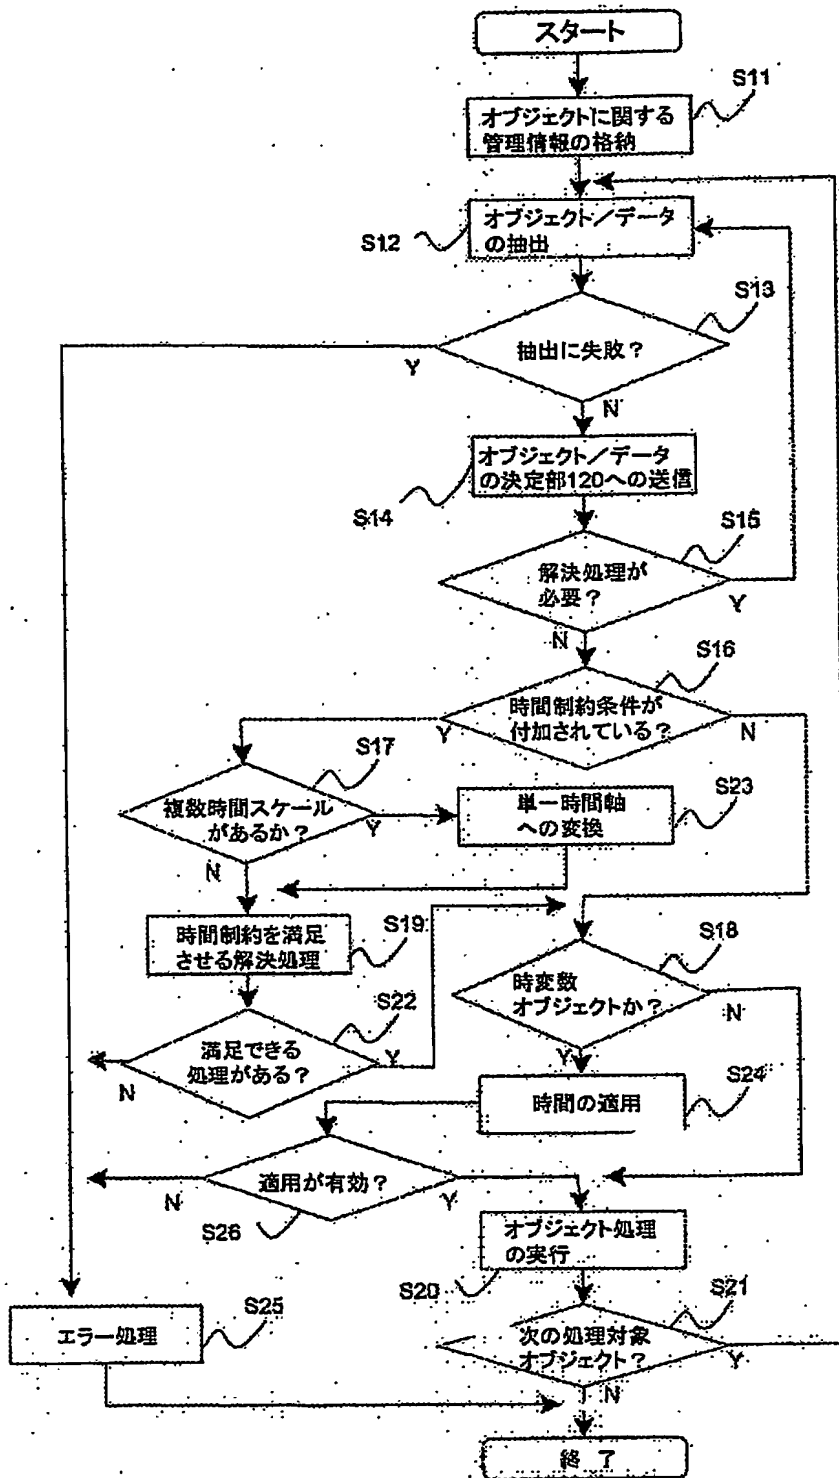 スタート
S11
オブジェクトに関する
管理情報の格納
オブジェクト／データ
の抽出
S12
S13
抽出に失敗？
Y
N
オブジェクト／データ
の決定部120への送信
S14
S15
解決処理が
必要？
Y
N
S16
時間制約条件が
付加されている？
Y
N
S17
複数時間スケール
があるか？
Y
N
S23
単一時間軸
への変換
S19
時間制約を満足
させる解決処理
S18
時変数
オブジェクトか？
N
Y
S22
満足できる
処理がある？
Y
N
S24
時間の適用
適用が有効？
N
Y
S26
オブジェクト処理
の実行
S20
S21
次の処理対象
オブジェクト？
Y
N
S25
エラー処理
終了